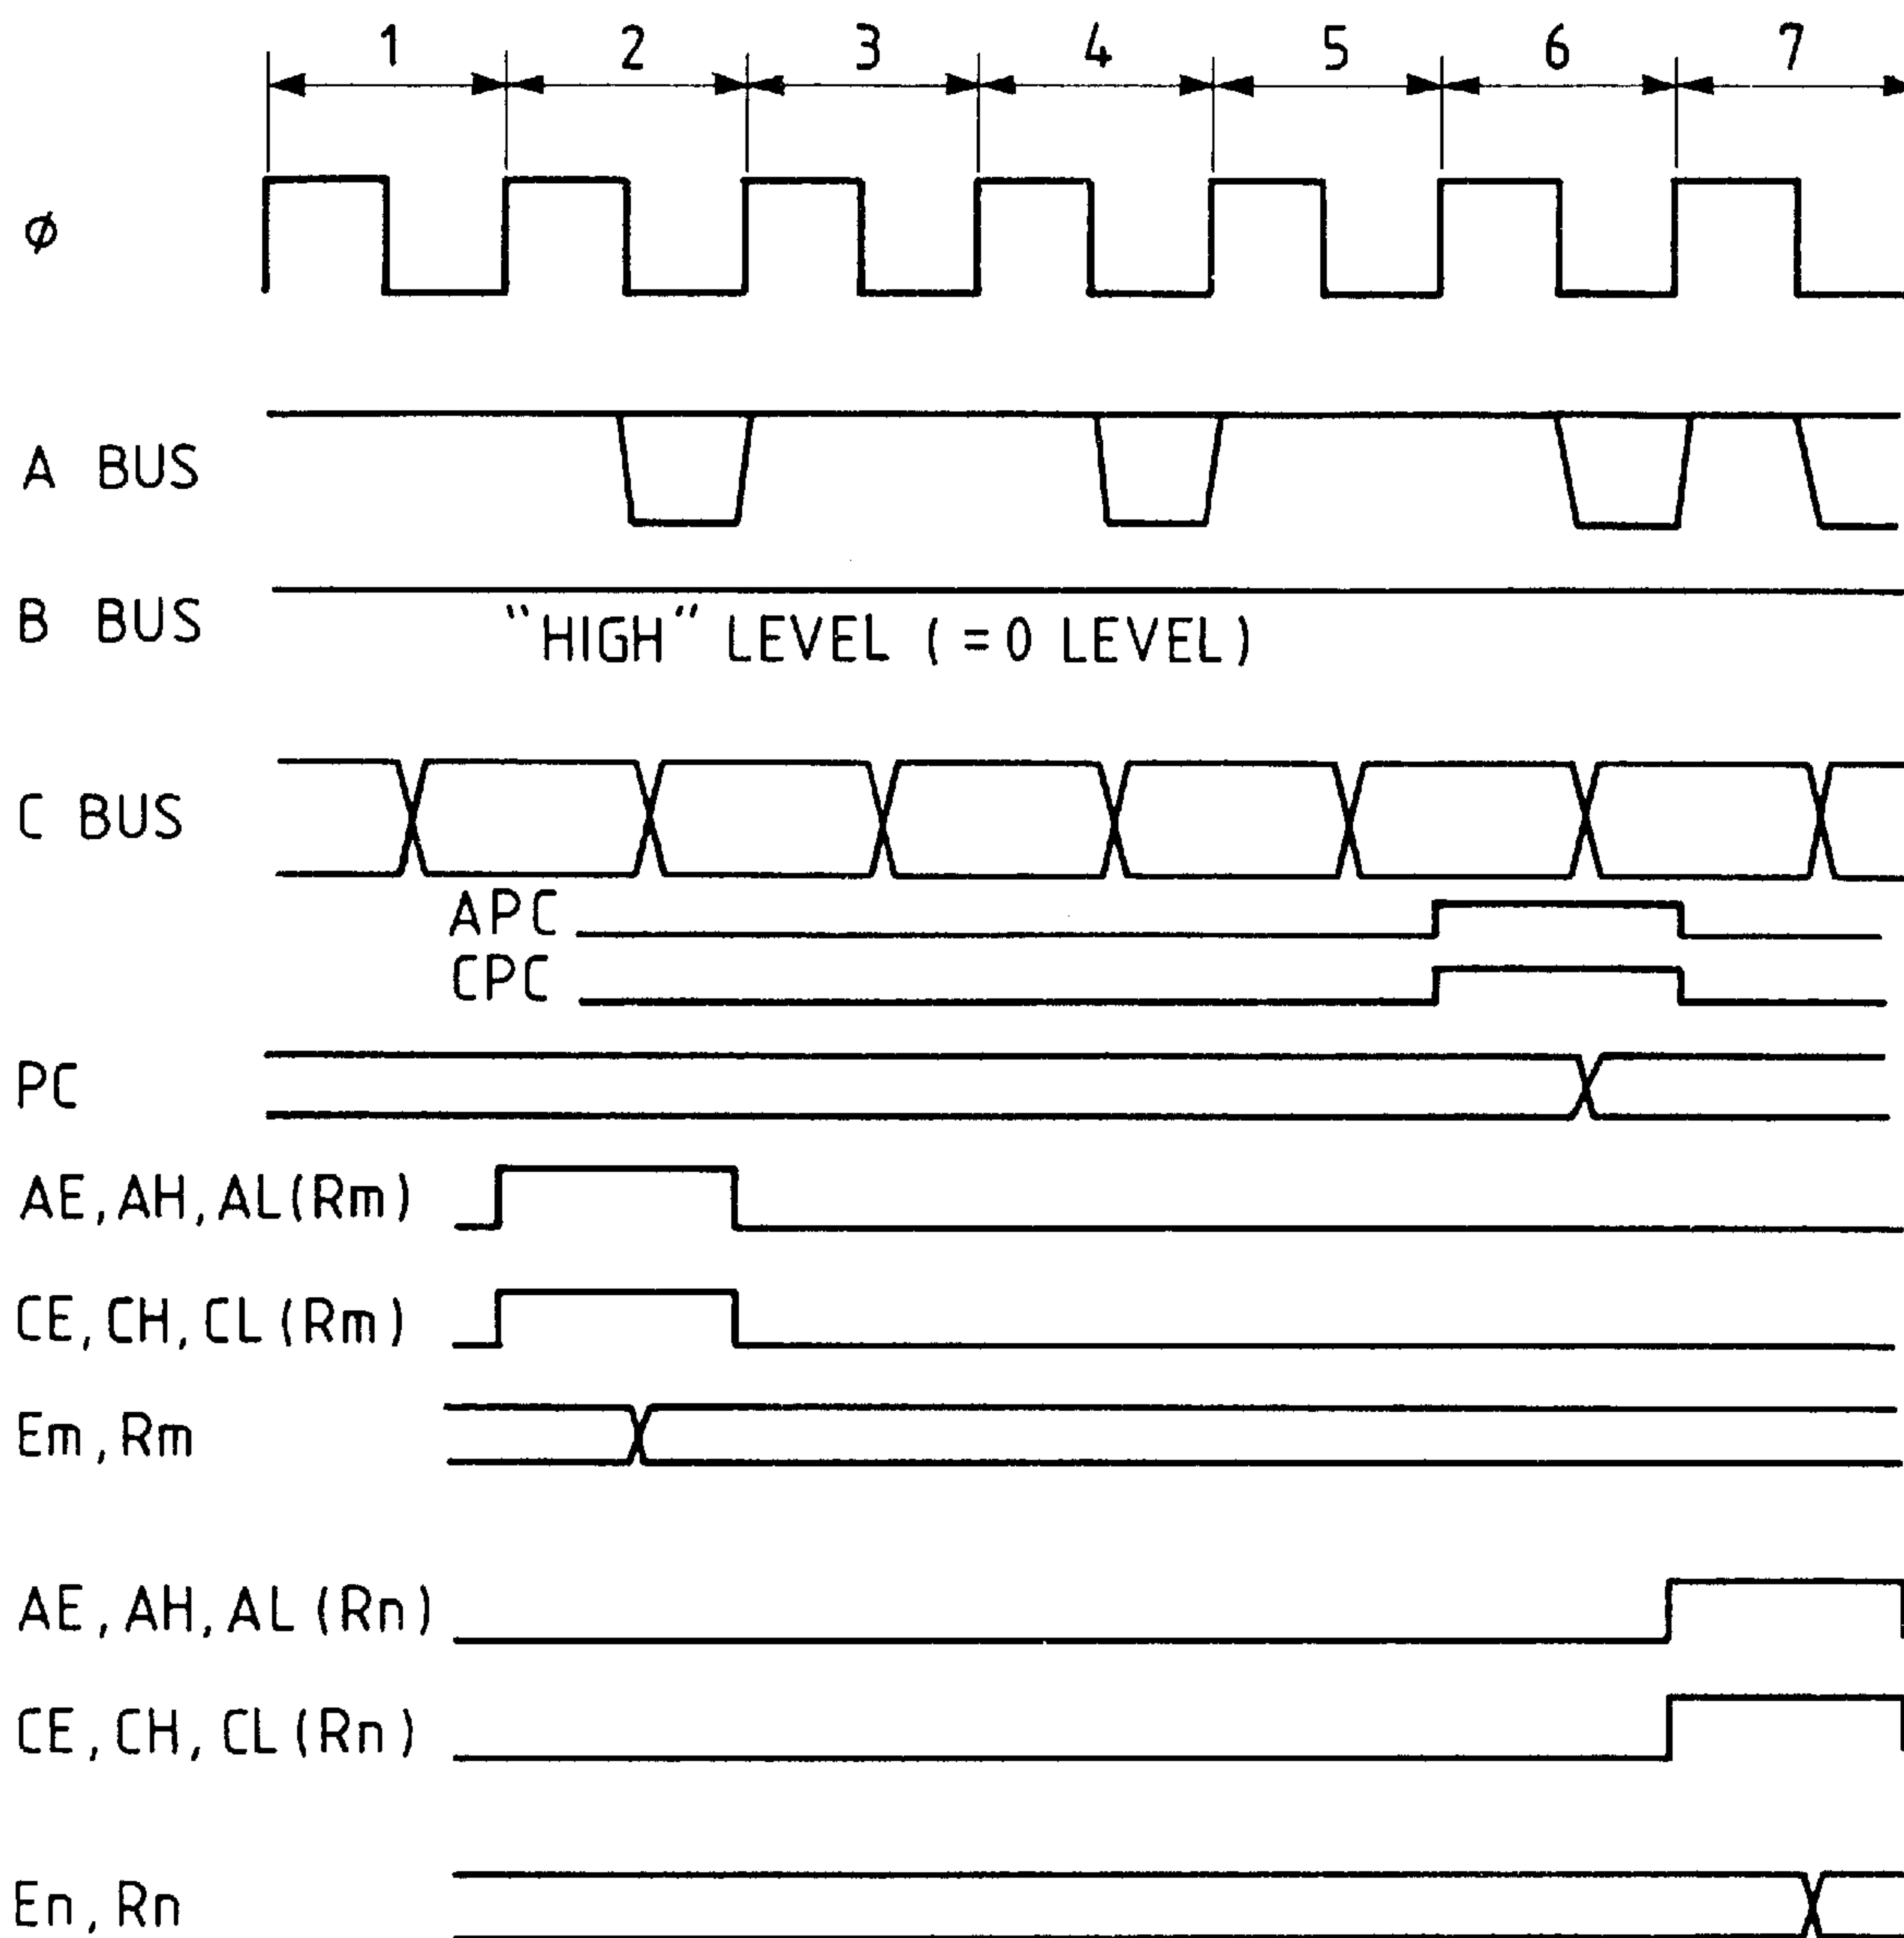 1 2 3 4 5 6 7
φ
A BUS
B BUS
"HIGH" LEVEL ( = 0 LEVEL)
C BUS
APC
CPC
PC
AE, AH, AL(Rm)
CE, CH, CL(Rm)
Em, Rm
AE, AH, AL(Rn)
CE, CH, CL(Rn)
En, Rn